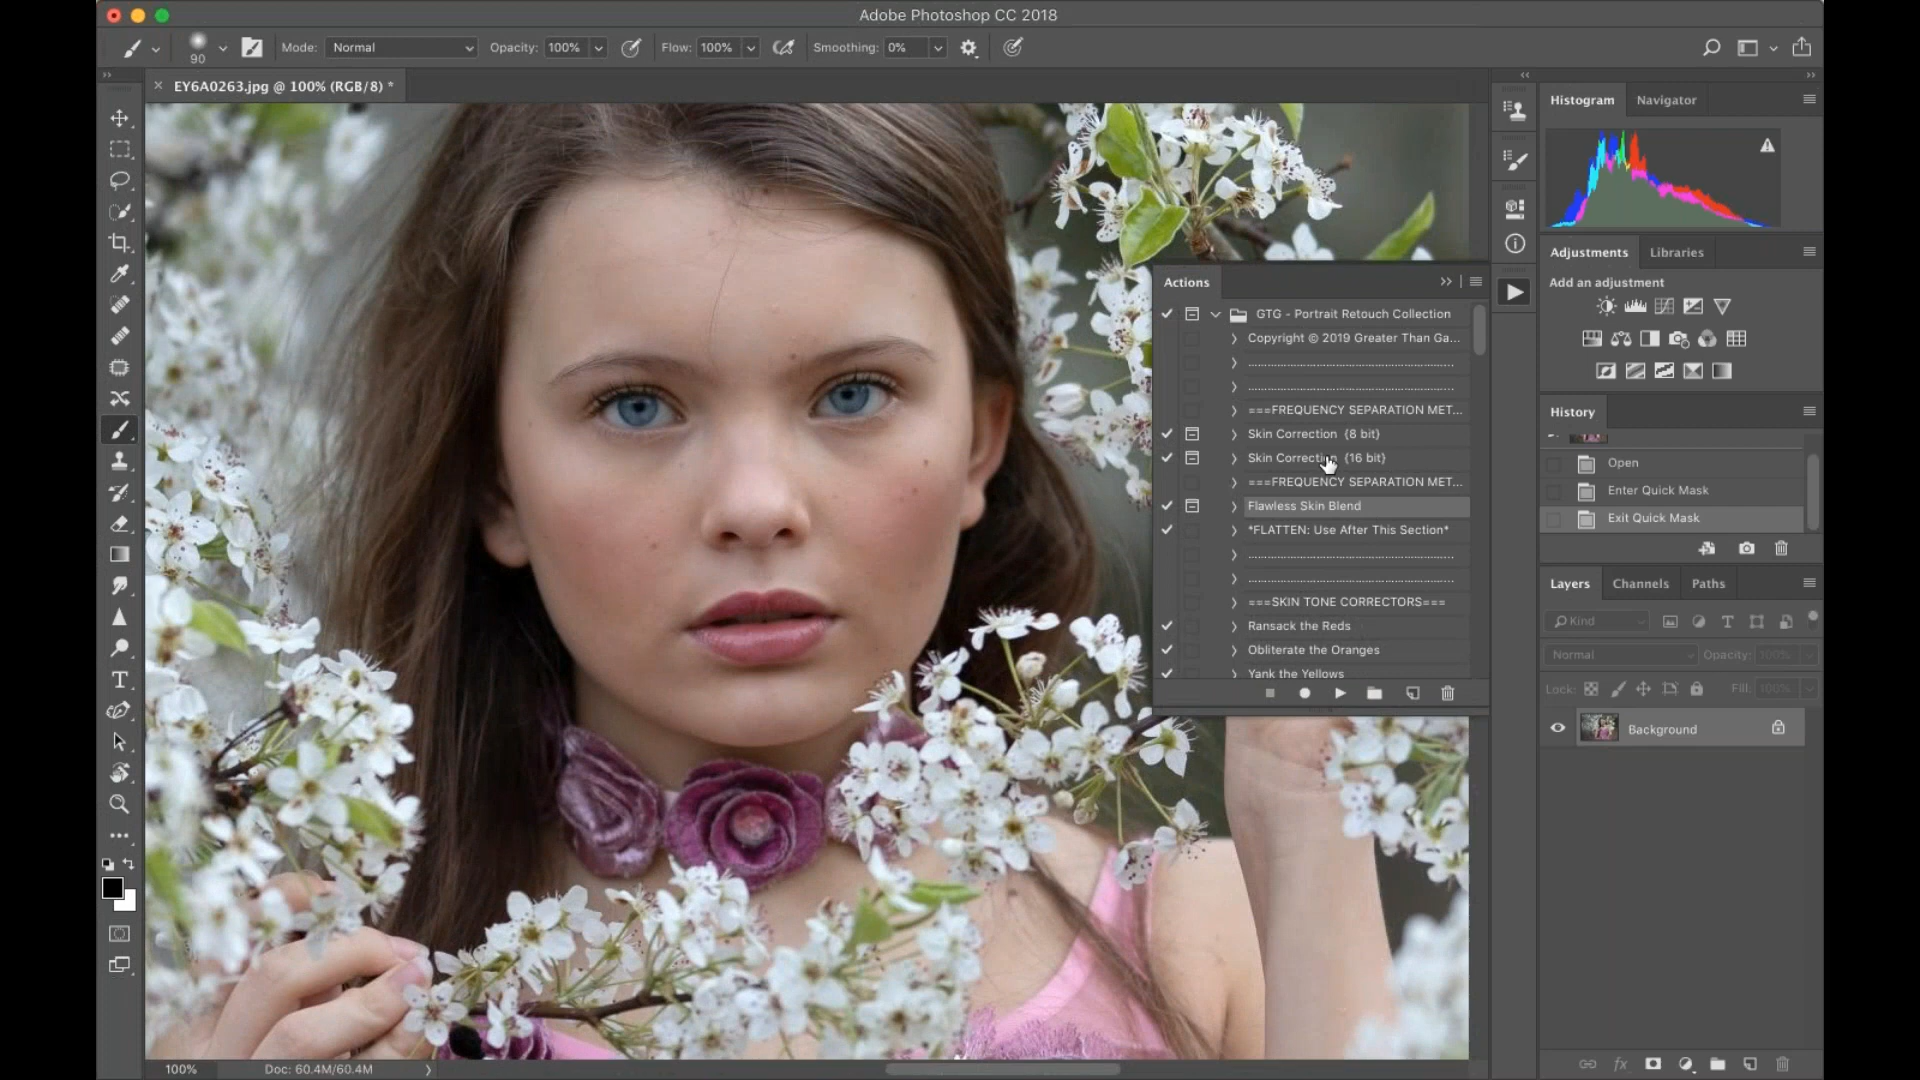 Adobe Photoshop CC 2018
90
Mode: Normal
Opacity: 100%
Flow: 100%
Smoothing: 0%
EY6A0263.jpg @ 100% (RGB/8) *
Histogram
Navigator
Adjustments
Libraries
Add an adjustment
Actions
GTG - Portrait Retouch Collection
Copyright © 2019 Greater Than Ga...
===FREQUENCY SEPARATION MET...
Skin Correction {8 bit}
Skin Correction {16 bit}
===FREQUENCY SEPARATION MET...
Flawless Skin Blend
*FLATTEN: Use After This Section*
===SKIN TONE CORRECTORS===
Ransack the Reds
Obliterate the Oranges
Yank the Yellows
History
Open
Enter Quick Mask
Exit Quick Mask
Layers
Channels
Paths
Kind
Normal
Opacity: 100%
Lock:
Fill: 100%
Background
100%
Doc: 60.4M/60.4M